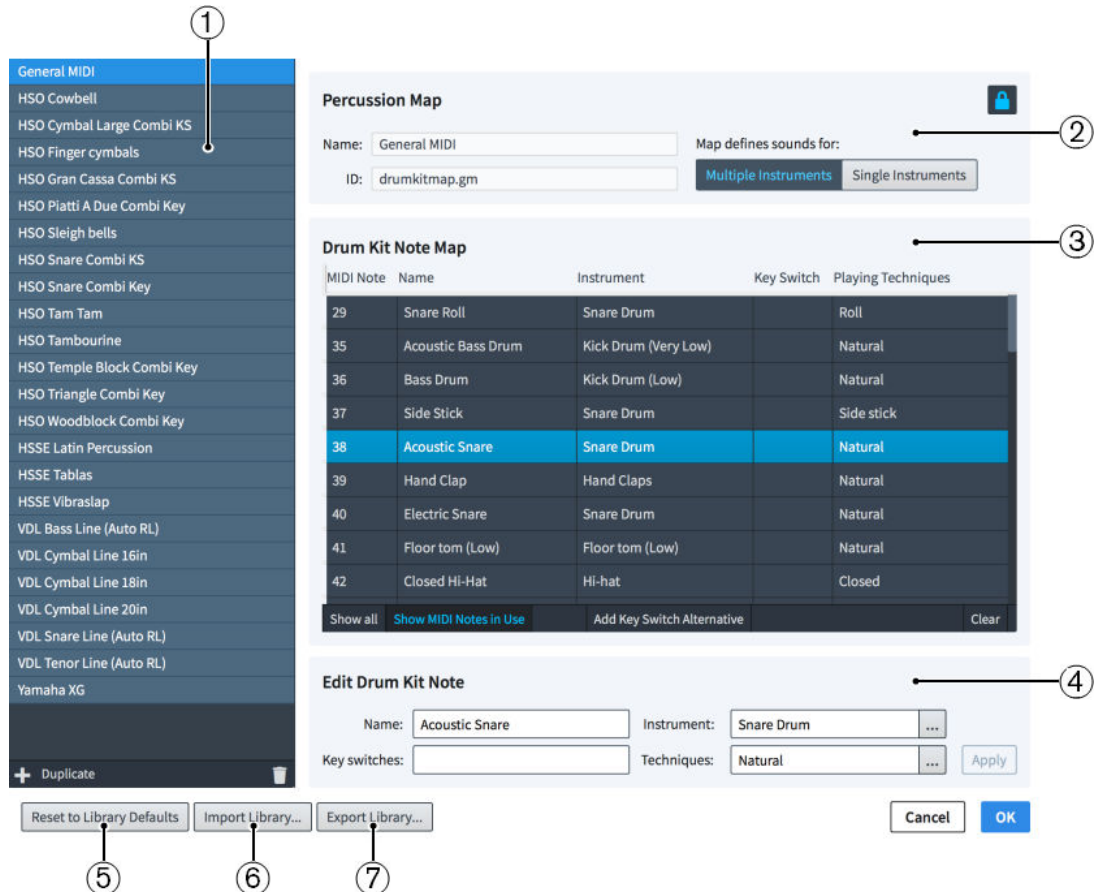 1
General MIDI
HSO Cowbell
HSO Cymbal Large Combi KS
HSO Finger cymbals
HSO Gran Cassa Combi KS
HSO Piatti A Due Combi Key
HSO Sleigh bells
HSO Snare Combi KS
HSO Snare Combi Key
HSO Tam Tam
HSO Tambourine
HSO Temple Block Combi Key
HSO Triangle Combi Key
HSO Woodblock Combi Key
HSSE Latin Percussion
HSSE Tablas
HSSE Vibraslap
VDL Bass Line (Auto RL)
VDL Cymbal Line 16in
VDL Cymbal Line 18in
VDL Cymbal Line 20in
VDL Snare Line (Auto RL)
VDL Tenor Line (Auto RL)
Yamaha XG
+ Duplicate
Percussion Map
2
Name: General MIDI Map defines sounds for:
ID: drumkitmap.gm Multiple Instruments Single Instruments
3
Drum Kit Note Map
MIDI Note Name Instrument Key Switch Playing Techniques
29 Snare Roll Snare Drum Roll
35 Acoustic Bass Drum Kick Drum (Very Low) Natural
36 Bass Drum Kick Drum (Low) Natural
37 Side Stick Snare Drum Side stick
38 Acoustic Snare Snare Drum Natural
39 Hand Clap Hand Claps Natural
40 Electric Snare Snare Drum Natural
41 Floor tom (Low) Floor tom (Low) Natural
42 Closed Hi-Hat Hi-hat Closed
Show all Show MIDI Notes in Use Add Key Switch Alternative Clear
Edit Drum Kit Note 4
Name: Acoustic Snare Instrument: Snare Drum ...
Key switches: Techniques: Natural ... Apply
Reset to Library Defaults Import Library... Export Library... Cancel OK
5 6 7